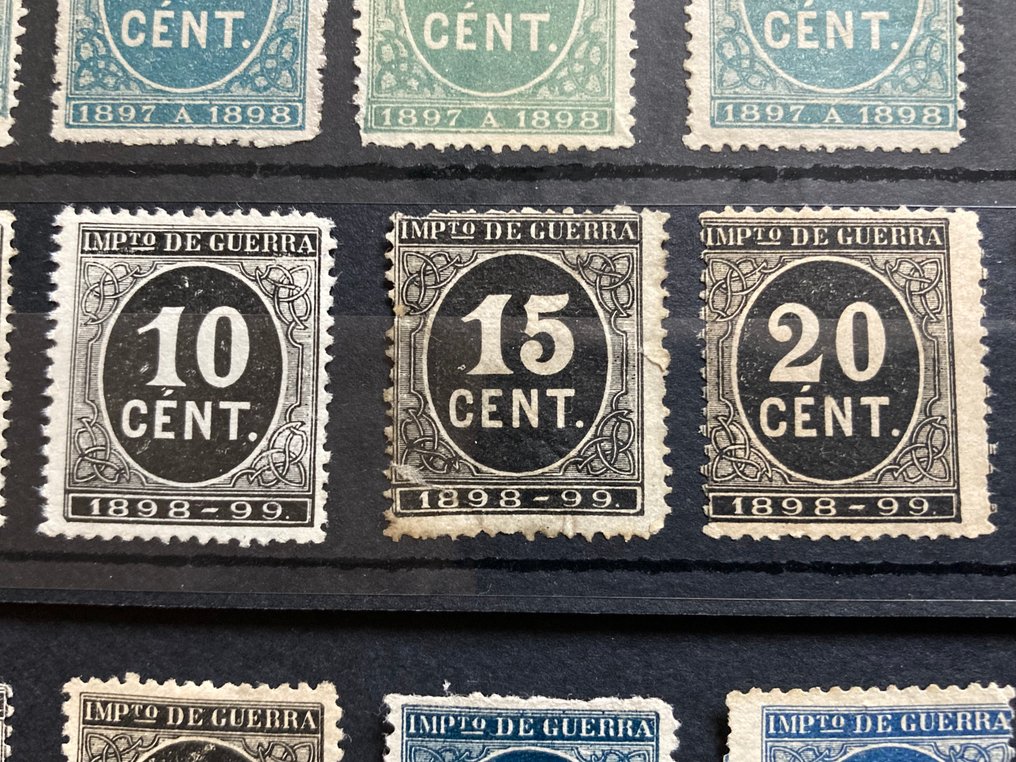 CÉNT.
1897 A 1898
CÉNT.
1897 A 1898
CÉNT.
1897 A 1898
IMPTO DE GUERRA
10
CÉNT.
1898-99.
IMPTO DE GUERRA
15
CENT.
1898-99.
IMPTO DE GUERRA
20
CÉNT.
1898-99.
IMPTO DE GUERRA
IMPTO DE GUERRA
IMPTO DE GUERRA